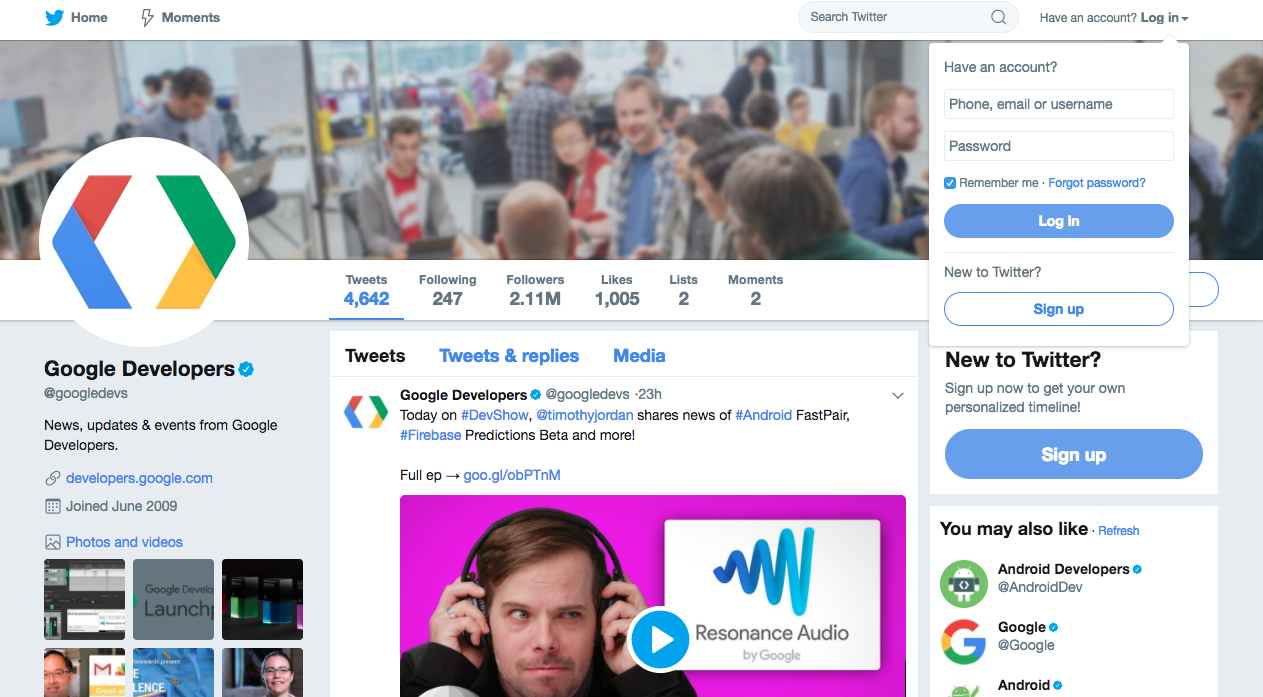 Home
Moments
Search Twitter
Have an account? Log in
Have an account?
Phone, email or username
Password
Remember me · Forgot password?
Log in
New to Twitter?
Sign up
Tweets
4,642
Following
247
Followers
2.11M
Likes
1,005
Lists
2
Moments
2
Google Developers
@googledevs
News, updates & events from Google
Developers.
developers.google.com
Joined June 2009
Photos and videos
Google Develo
Launchp
Resonance Audio
Gmail
Tweets
Tweets & replies
Media
Google Developers @googledevs · 23h
Today on #DevShow, @timothyjordan shares news of #Android FastPair,
#Firebase Predictions Beta and more!
Full ep → goo.gl/obPTnM
Resonance Audio
by Google
New to Twitter?
Sign up now to get your own
personalized timeline!
Sign up
You may also like · Refresh
Android Developers
@AndroidDev
Google
@Google
Android